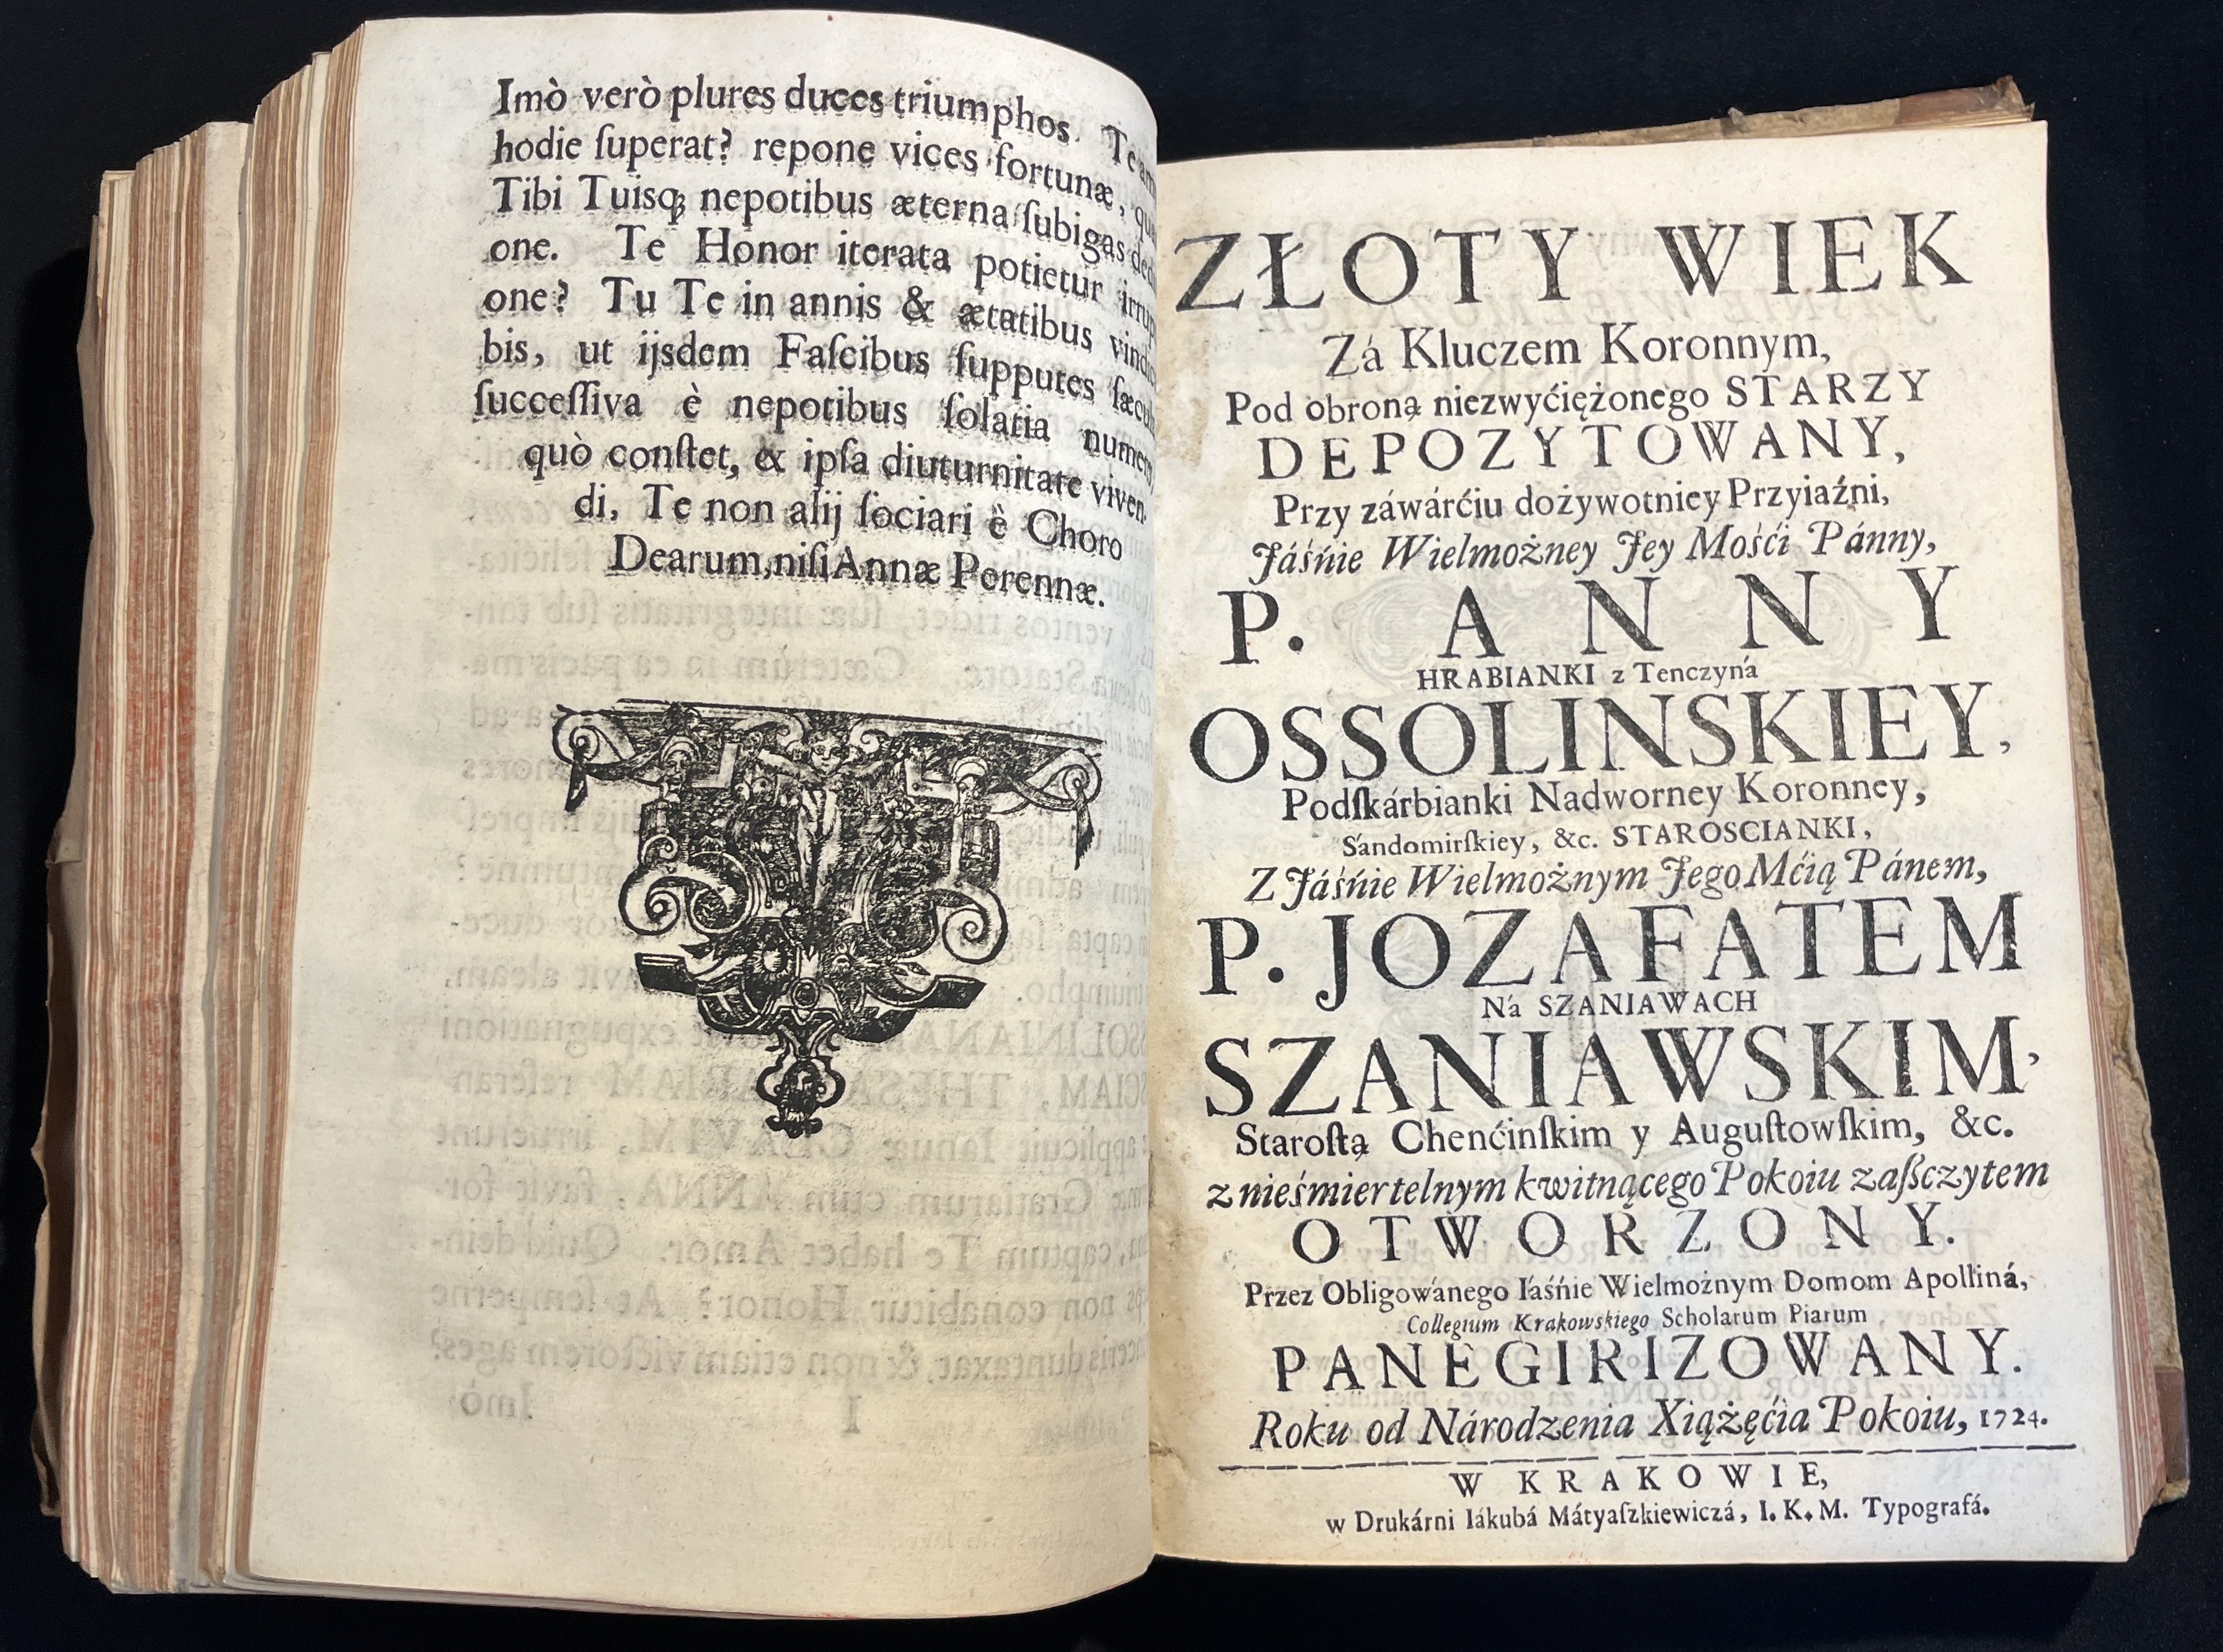 Imò verò plures duces triumphos. Te
hodie ſuperat? repone vices fortunæ,
Tibi Tuisq; nepotibus æterna ſubigas
one. Te Honor iterata potietur
one? Tu Te in annis & ætatibus
bis, ut ijsdem Faſcibus ſupputes
ſucceſſiva è nepotibus ſolatia
quò conſtet, & ipſa diuturnitate viven-
di, Te non alij ſociari è Choro
Dearum, niſi Annæ Perennæ.
ZŁOTY WIEK
Zá Kluczem Koronnym,
Pod obroną niezwyćiężonego STARZY
DEPOZYTOWANY,
Przy záwárćiu dożywotniey Przyiaźni,
Jáśńie Wielmożney Jey Mośći Pánny,
P. ANNY
HRABIANKI z Tenczyná
OSSOLINSKIEY,
Podſkárbianki Nadworney Koronney,
Sándomirſkiey, &c. STAROSCIANKI,
Z Jáśńie Wielmożnym Jego Mćią Pánem,
P. JOZAFATEM
Ná SZANIAWACH
SZANIAWSKIM,
Staroſtą Chenćinſkim y Auguſtowſkim, &c.
z nieśmiertelnym kwitnącego Pokoiu zaſzczytem
OTWORZONY.
Przez Obligowánego Iáśńie Wielmożnym Domom Apolliná,
Collegium Krakowskiego Scholarum Piarum
PANEGIRIZOWANY.
Roku od Národzenia Xiążęćia Pokoiu, 1724.
W KRAKOWIE,
w Drukárni Iákubá Mátyaſzkiewiczá, I. K. M. Typografá.